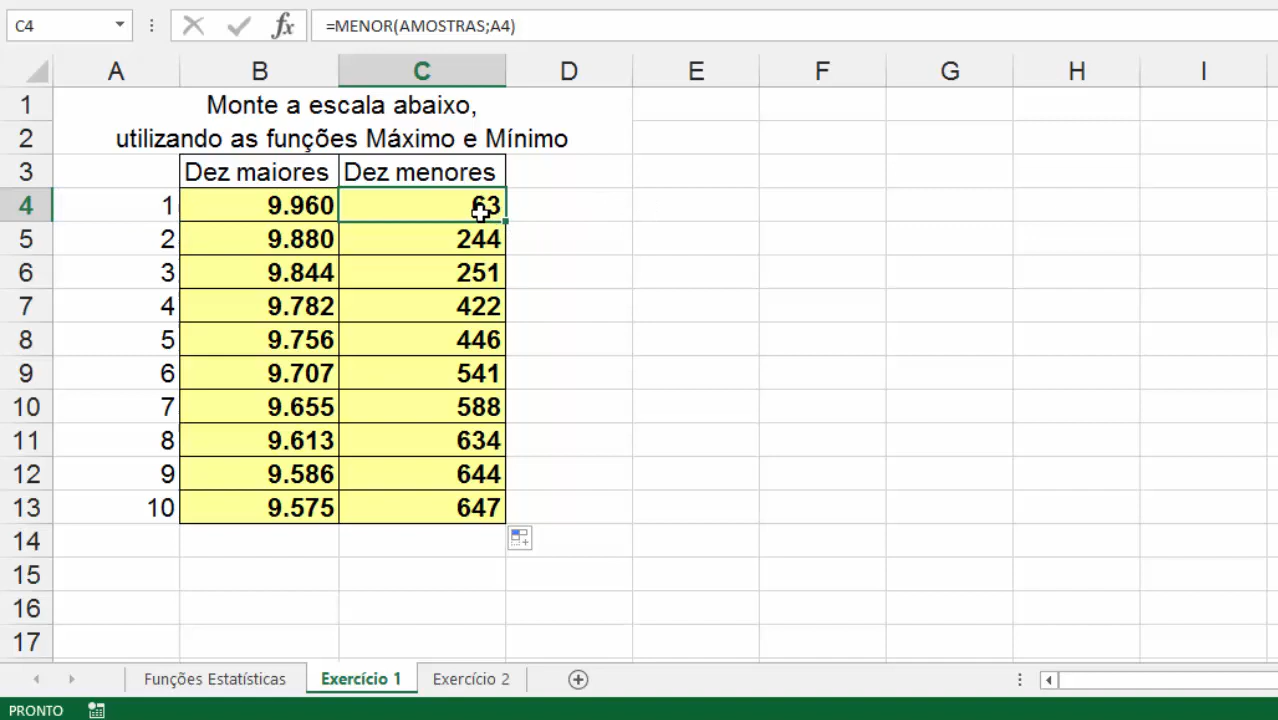 C4 fx =MENOR(AMOSTRAS;A4)
A B C D E F G H I
1 Monte a escala abaixo,
2 utilizando as funções Máximo e Mínimo
3 Dez maiores Dez menores
4 1 9.960 63
5 2 9.880 244
6 3 9.844 251
7 4 9.782 422
8 5 9.756 446
9 6 9.707 541
10 7 9.655 588
11 8 9.613 634
12 9 9.586 644
13 10 9.575 647
14
15
16
17
Funções Estatísticas Exercício 1 Exercício 2
PRONTO